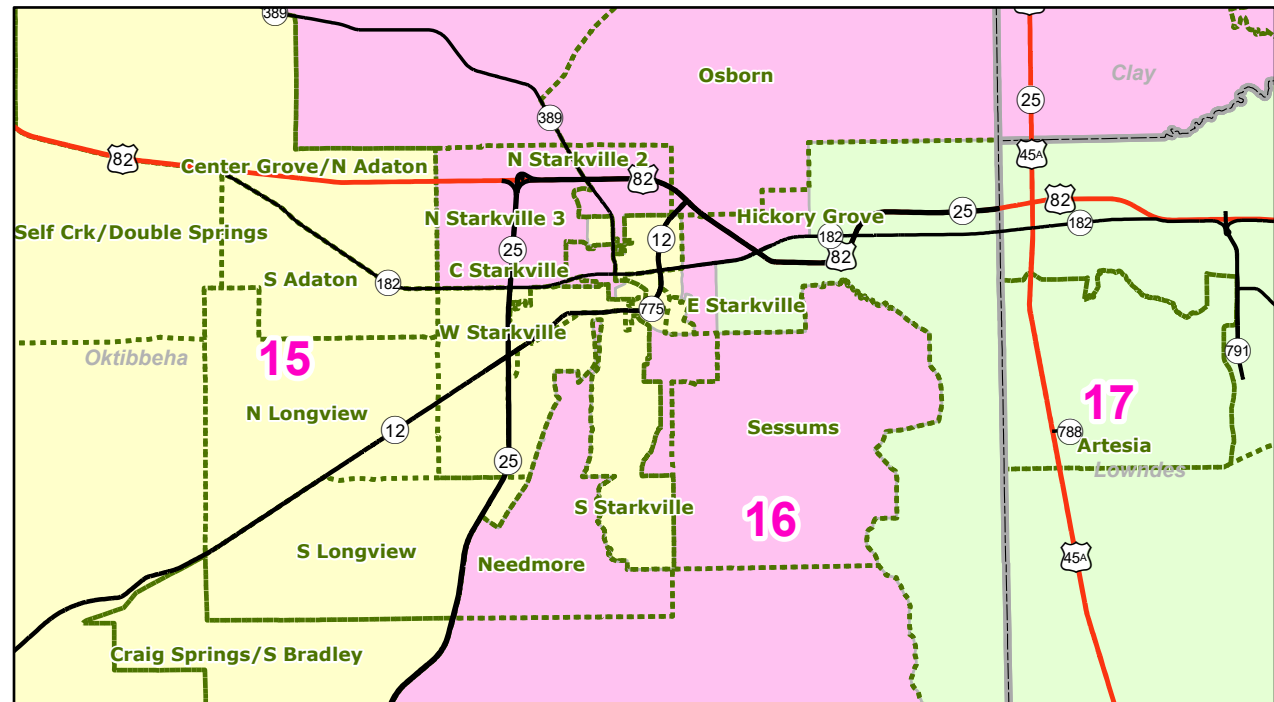 389
Osborn
Clay
25
389
45A
82
N Starkville 2
Center Grove/N Adaton
82
82
25
182
N Starkville 3
Hickory Grove
Self Crk/Double Springs
12
182
25
82
C Starkville
S Adaton
182
775
E Starkville
W Starkville
Oktibbeha
15
791
17
N Longview
12
Sessums
788
Artesia
Lowndes
25
S Starkville
16
S Longview
Needmore
45A
Craig Springs/S Bradley